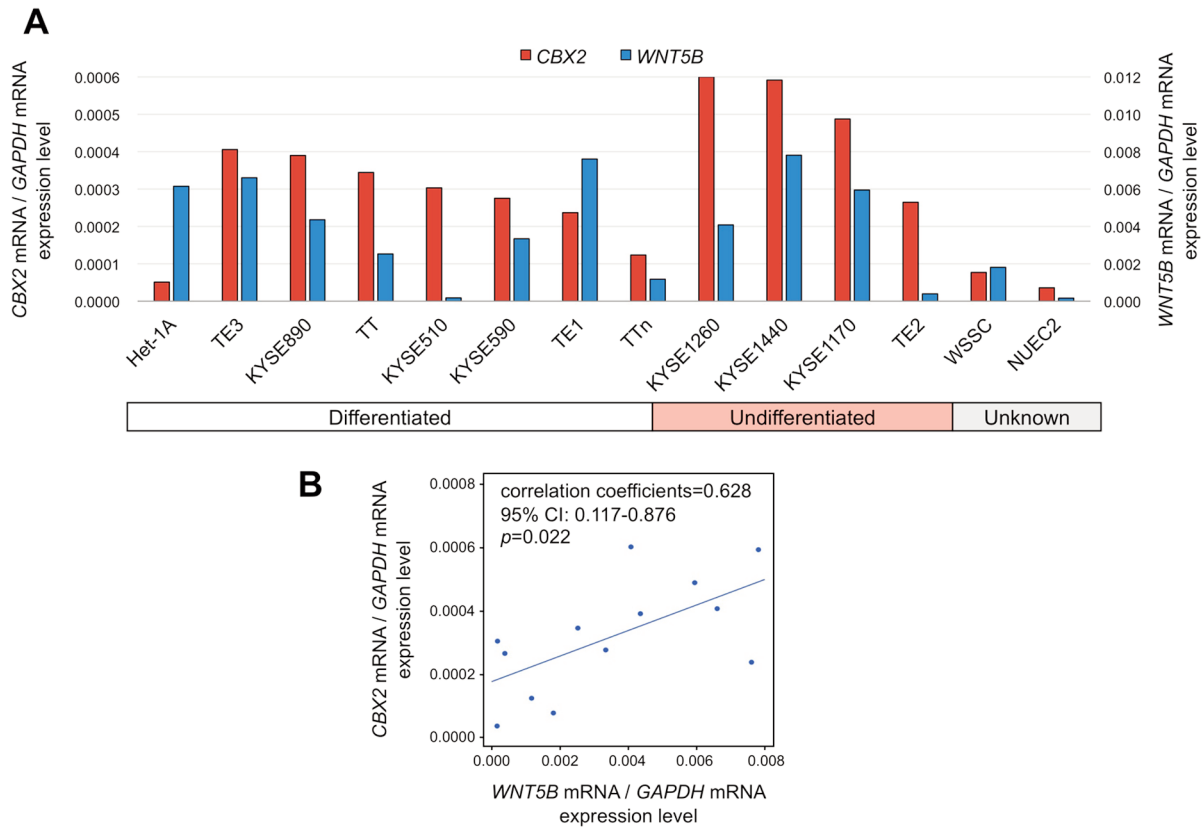 A
CBX2 WNT5B
CBX2 mRNA / GAPDH mRNA
expression level
0.0006
0.0005
0.0004
0.0003
0.0002
0.0001
0.0000
0.012
0.010
0.008
0.006
0.004
0.002
0.000
WNT5B mRNA / GAPDH mRNA
expression level
Het-1A
TE3
KYSE890
TT
KYSE510
KYSE590
TE1
TTn
KYSE1260
KYSE1440
KYSE1170
TE2
WSSC
NUEC2
Differentiated Undifferentiated Unknown
B
CBX2 mRNA / GAPDH mRNA
expression level
0.0008
0.0006
0.0004
0.0002
0.0000
correlation coefficients=0.628
95% CI: 0.117-0.876
p=0.022
0.000 0.002 0.004 0.006 0.008
WNT5B mRNA / GAPDH mRNA
expression level